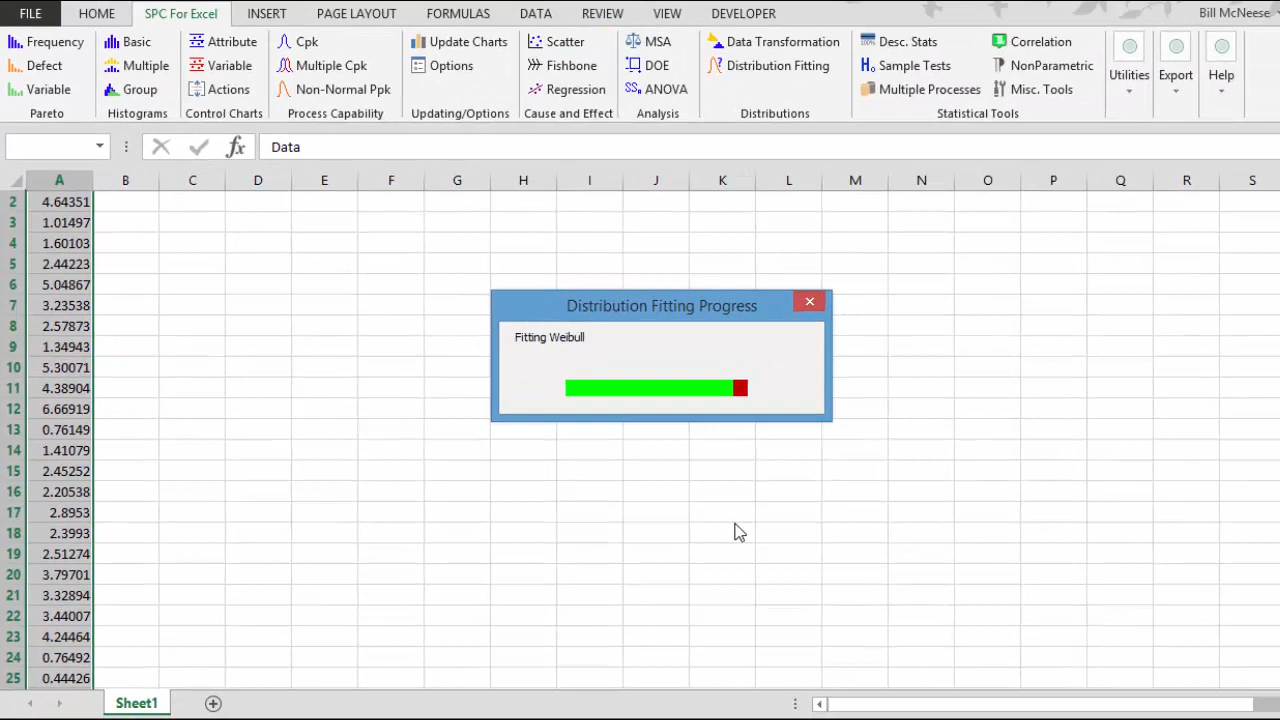 FILE HOME SPC For Excel INSERT PAGE LAYOUT FORMULAS DATA REVIEW VIEW DEVELOPER Bill McNeese
Frequency Basic Attribute Cpk Update Charts Scatter MSA Data Transformation Desc. Stats Correlation
Defect Multiple Variable Multiple Cpk Options Fishbone DOE Distribution Fitting Sample Tests NonParametric Utilities Export Help
Variable Group Actions Non-Normal Ppk Regression ANOVA Multiple Processes Misc. Tools
Pareto Histograms Control Charts Process Capability Updating/Options Cause and Effect Analysis Distributions Statistical Tools
fx Data
A B C D E F G H I J K L M N O P Q R S
2 4.64351
3 1.01497
4 1.60103
5 2.44223
6 5.04867
7 3.23538
8 2.57873
9 1.34943
10 5.30071
11 4.38904
12 6.66919
13 0.76149
14 1.41079
15 2.45252
16 2.20538
17 2.8953
18 2.3993
19 2.51274
20 3.79701
21 3.32894
22 3.44007
23 4.24464
24 0.76492
25 0.44426
Distribution Fitting Progress
Fitting Weibull
Sheet1